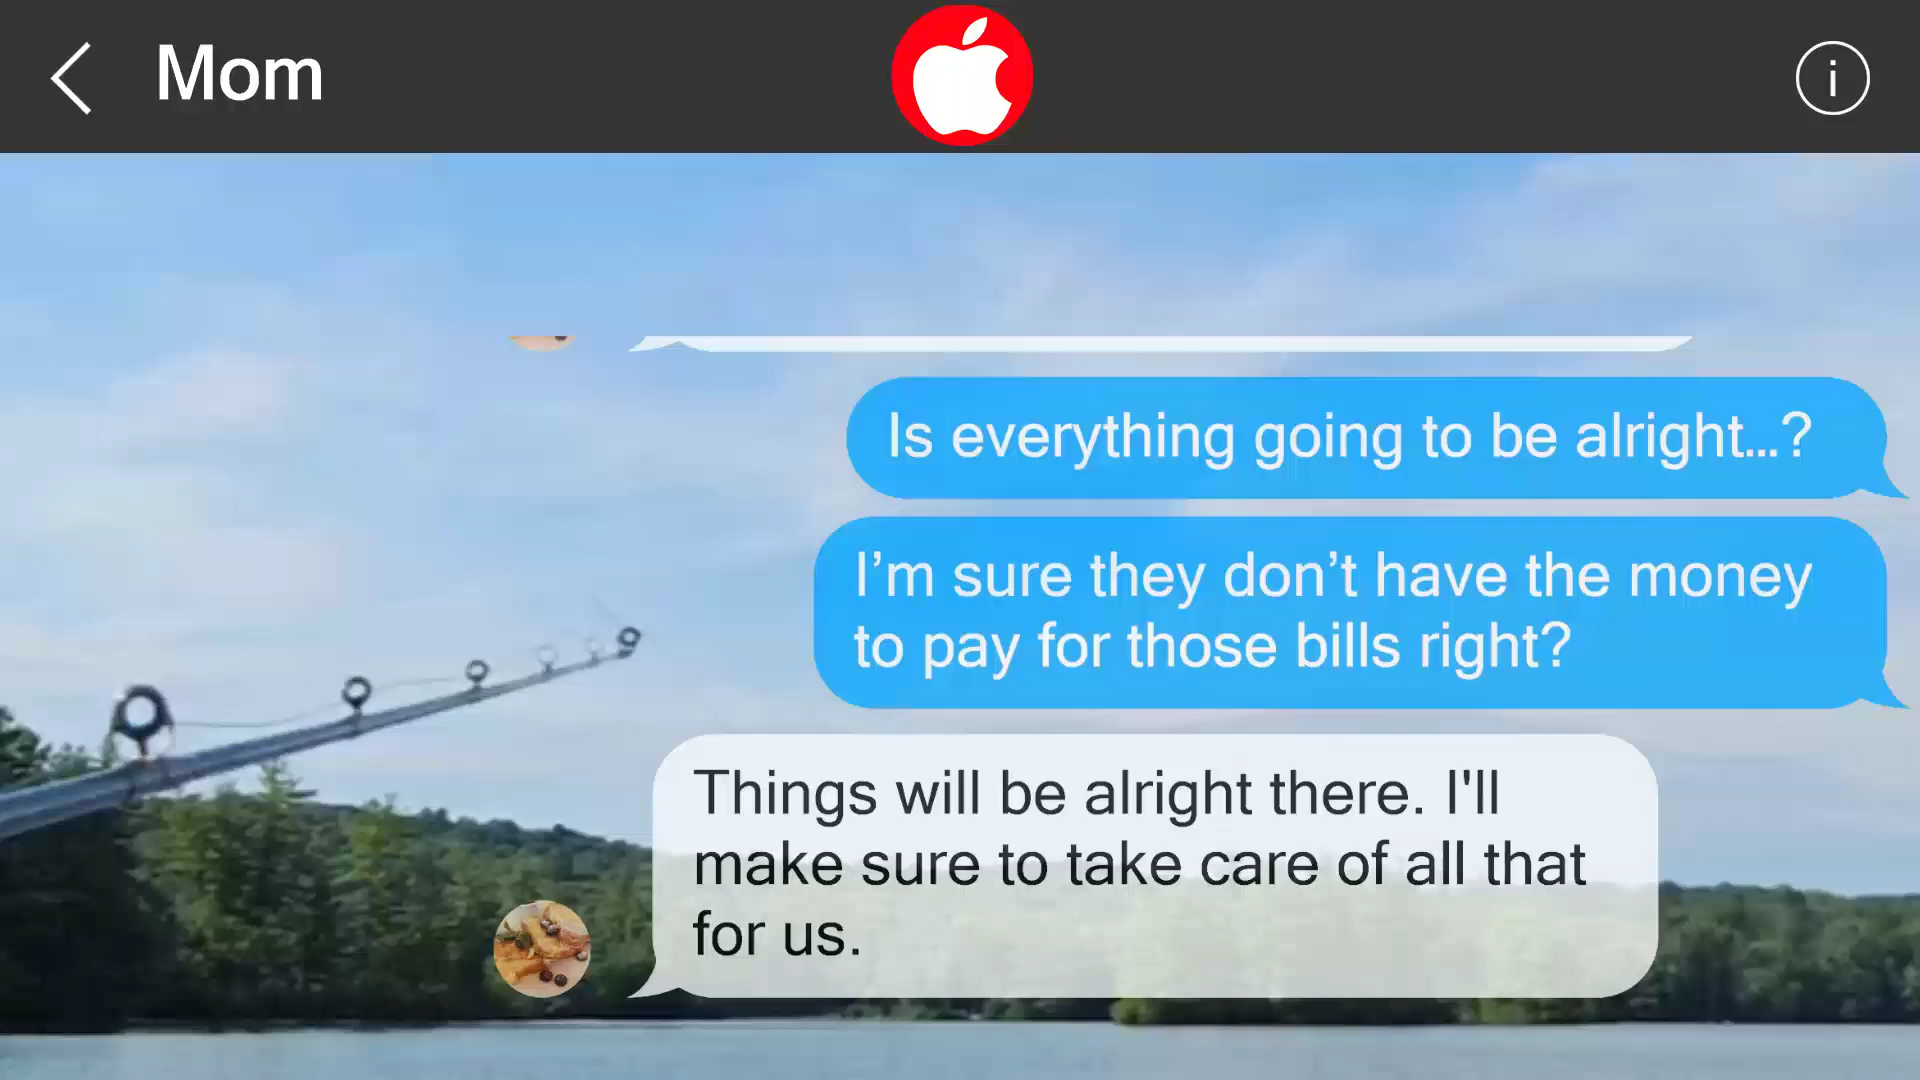 Mom
i
Is everything going to be alright...?
I’m sure they don’t have the money
to pay for those bills right?
Things will be alright there. I'll
make sure to take care of all that
for us.